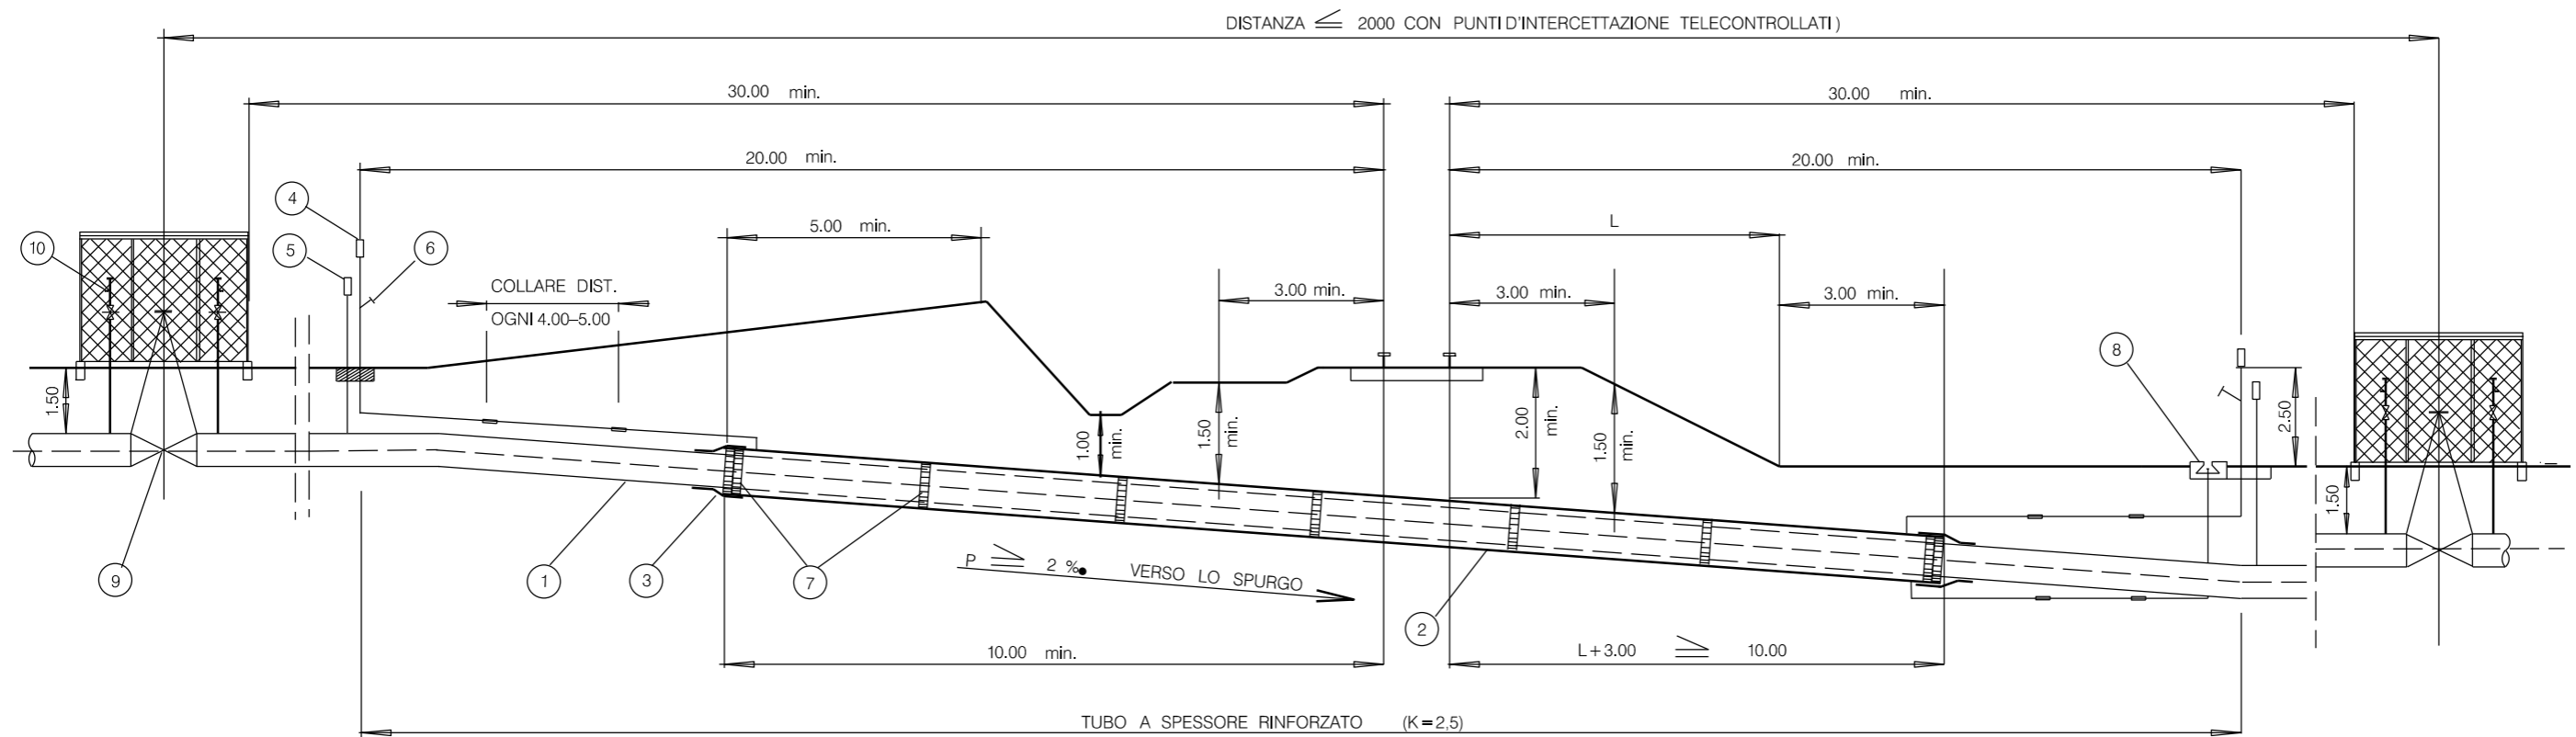 DISTANZA ≦ 2000 CON PUNTI D'INTERCETTAZIONE TELECONTROLLATI)
30.00 min.
30.00 min.
20.00 min.
20.00 min.
4
L
5.00 min.
10
5
6
COLLARE DIST.
OGNI 4.00–5.00
3.00 min.
3.00 min.
3.00 min.
8
1.50
1.00 min.
1.50 min.
2.00 min.
1.50 min.
2.50
1.50
9
1
3
7
P ≧ 2 ‰ VERSO LO SPURGO
2
10.00 min.
L+3.00 ≧ 10.00
TUBO A SPESSORE RINFORZATO (K=2,5)